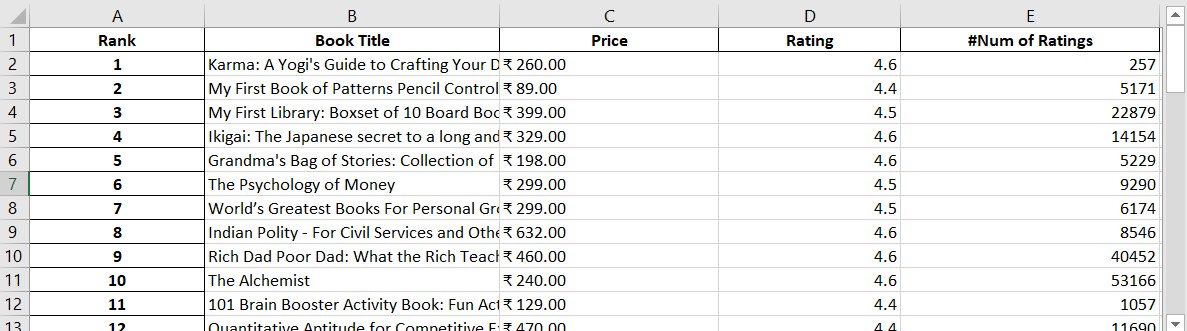 A B C D E
1 Rank Book Title Price Rating #Num of Ratings
2 1 Karma: A Yogi's Guide to Crafting Your D ₹ 260.00 4.6 257
3 2 My First Book of Patterns Pencil Control ₹ 89.00 4.4 5171
4 3 My First Library: Boxset of 10 Board Boo ₹ 399.00 4.5 22879
5 4 Ikigai: The Japanese secret to a long and ₹ 329.00 4.6 14154
6 5 Grandma's Bag of Stories: Collection of ₹ 198.00 4.6 5229
7 6 The Psychology of Money ₹ 299.00 4.5 9290
8 7 World’s Greatest Books For Personal Gro ₹ 299.00 4.5 6174
9 8 Indian Polity - For Civil Services and Othe ₹ 632.00 4.6 8546
10 9 Rich Dad Poor Dad: What the Rich Teach ₹ 460.00 4.6 40452
11 10 The Alchemist ₹ 240.00 4.6 53166
12 11 101 Brain Booster Activity Book: Fun Act ₹ 129.00 4.4 1057
13 12 Quantitative Aptitude for Competitive E ₹ 470.00 4.4 11690